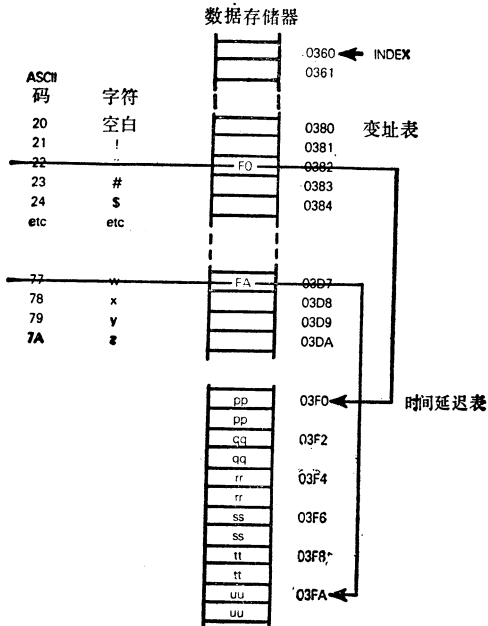 数据存储器
0360 INDEX
0361
ASCII
码 字符
20 空白 0380 变址表
21 ! 0381
22 " F0 0382
23 # 0383
24 $ 0384
etc etc
77 w FA 03D7
78 x 03D8
79 y 03D9
7A z 03DA
pp 03F0 时间延迟表
pp
qq 03F2
qq
rr 03F4
rr
ss 03F6
ss
tt 03F8
tt
uu 03FA
uu